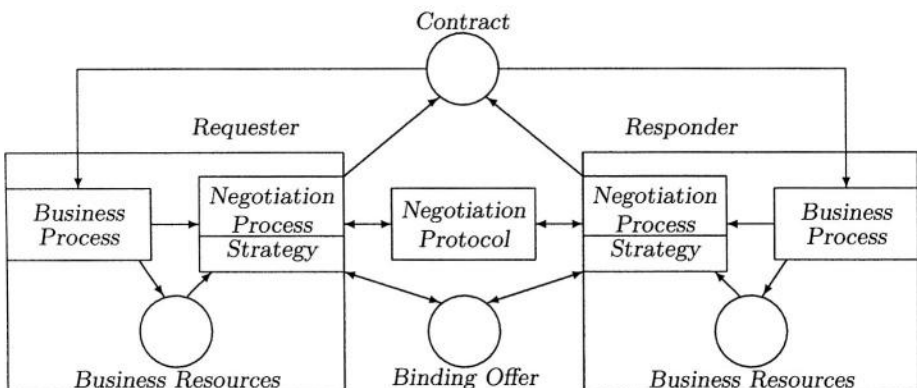 Contract
Requester
Responder
Negotiation
Process
Strategy
Business
Process
Negotiation
Protocol
Negotiation
Process
Strategy
Business
Process
Business Resources
Binding Offer
Business Resources